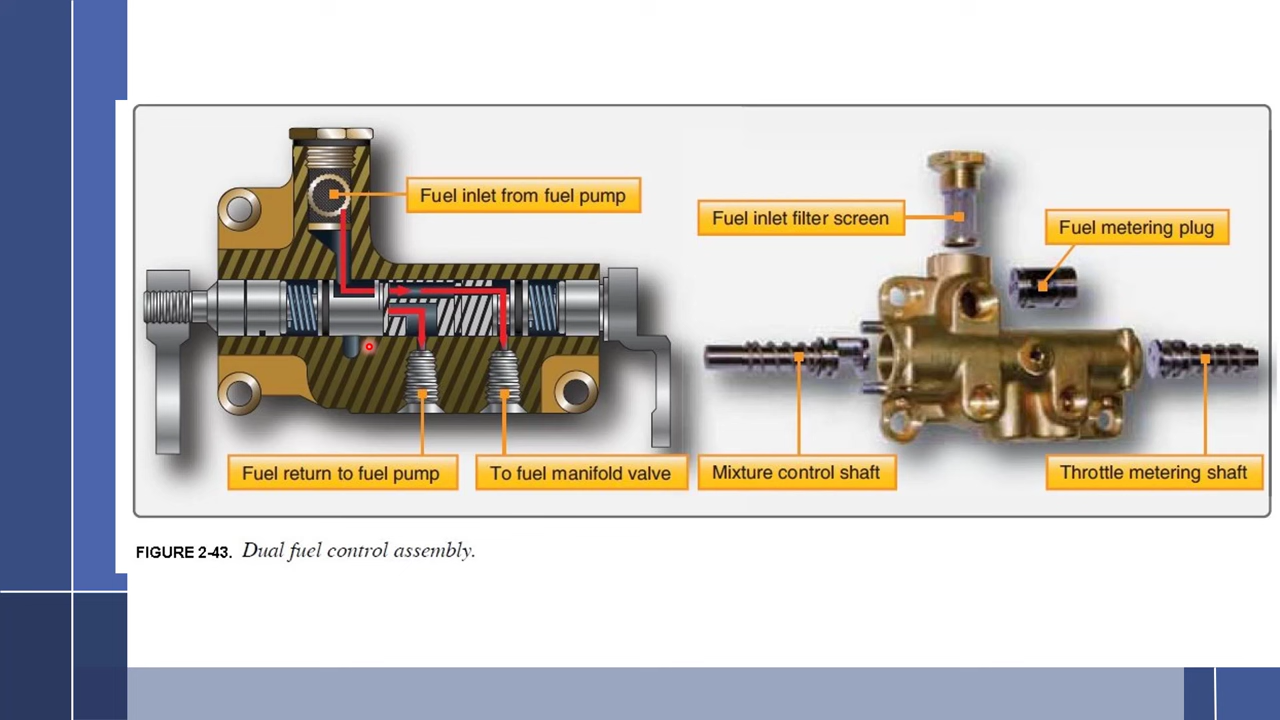 Fuel inlet from fuel pump
Fuel inlet filter screen
Fuel metering plug
Fuel return to fuel pump
To fuel manifold valve
Mixture control shaft
Throttle metering shaft
FIGURE 2-43. Dual fuel control assembly.